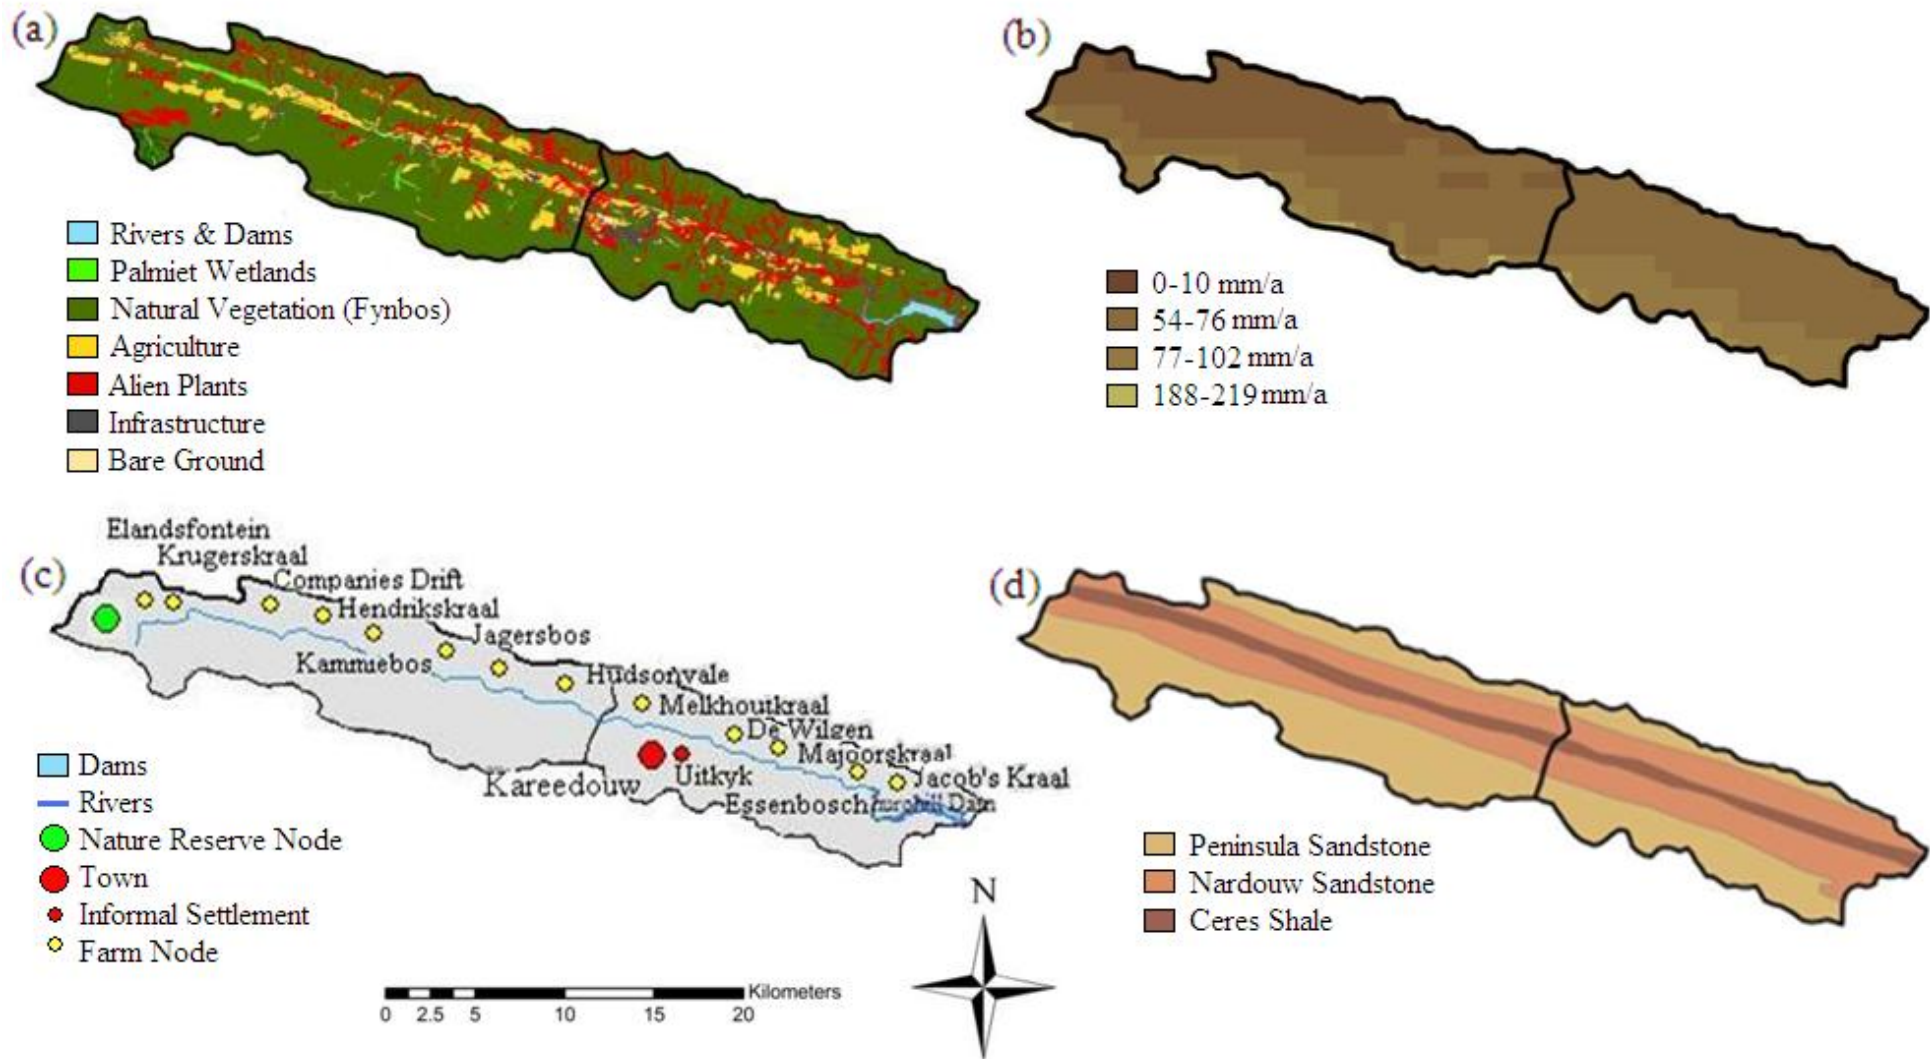 (a)
Rivers & Dams
Palmiet Wetlands
Natural Vegetation (Fynbos)
Agriculture
Alien Plants
Infrastructure
Bare Ground
(b)
0-10 mm/a
54-76 mm/a
77-102 mm/a
188-219 mm/a
(c)
Elandsfontein
Krugerskraal
Companies Drift
Hendrikskraal
Jagersbos
Kammiebos
Hudsonvale
Melkhoutkraal
De Wilgen
Majoorskraal
Jacob's Kraal
Uitkyk
Kareedouw
Essenbosch
Dam
Dams
Rivers
Nature Reserve Node
Town
Informal Settlement
Farm Node
N
Kilometers
0 2.5 5 10 15 20
(d)
Peninsula Sandstone
Nardouw Sandstone
Ceres Shale